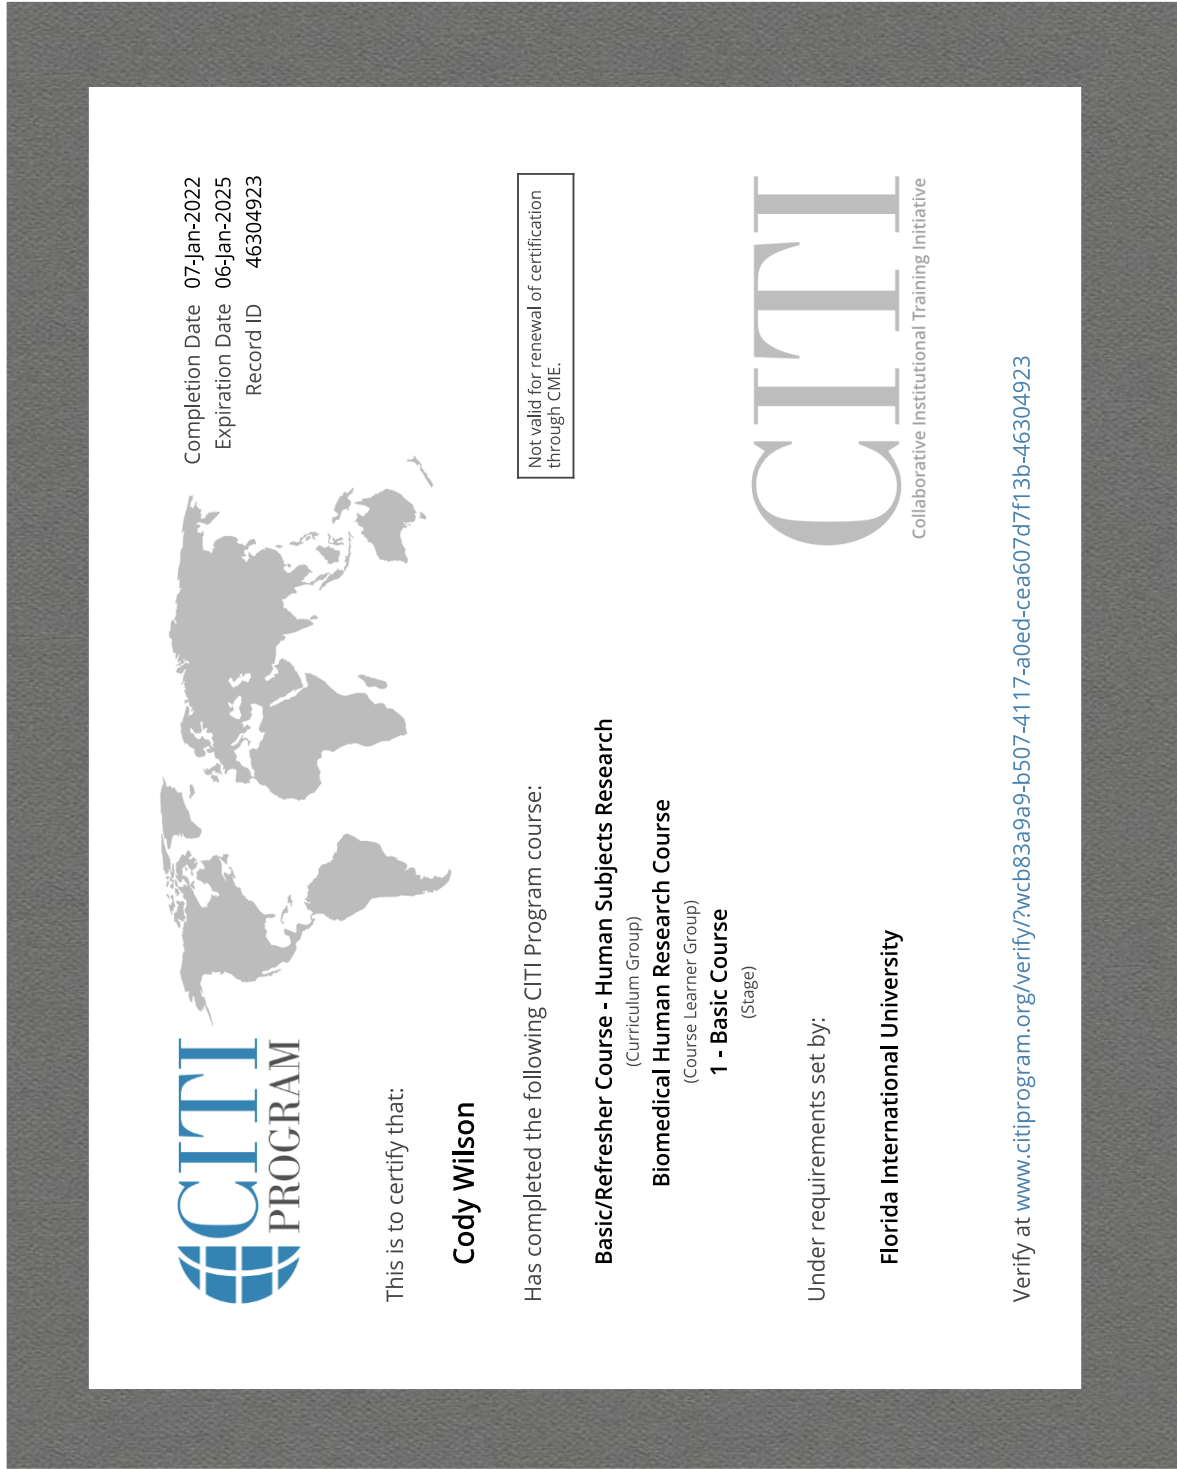 CITI
PROGRAM
Completion Date 07-Jan-2022
Expiration Date 06-Jan-2025
Record ID 46304923
This is to certify that:
Cody Wilson
Has completed the following CITI Program course:
Not valid for renewal of certification
through CME.
Basic/Refresher Course - Human Subjects Research
(Curriculum Group)
Biomedical Human Research Course
(Course Learner Group)
1 - Basic Course
(Stage)
Under requirements set by:
Florida International University
CITI
Collaborative Institutional Training Initiative
Verify at www.citiprogram.org/verify/?wcb83a9a9-b507-4117-a0ed-cea607d7f13b-46304923